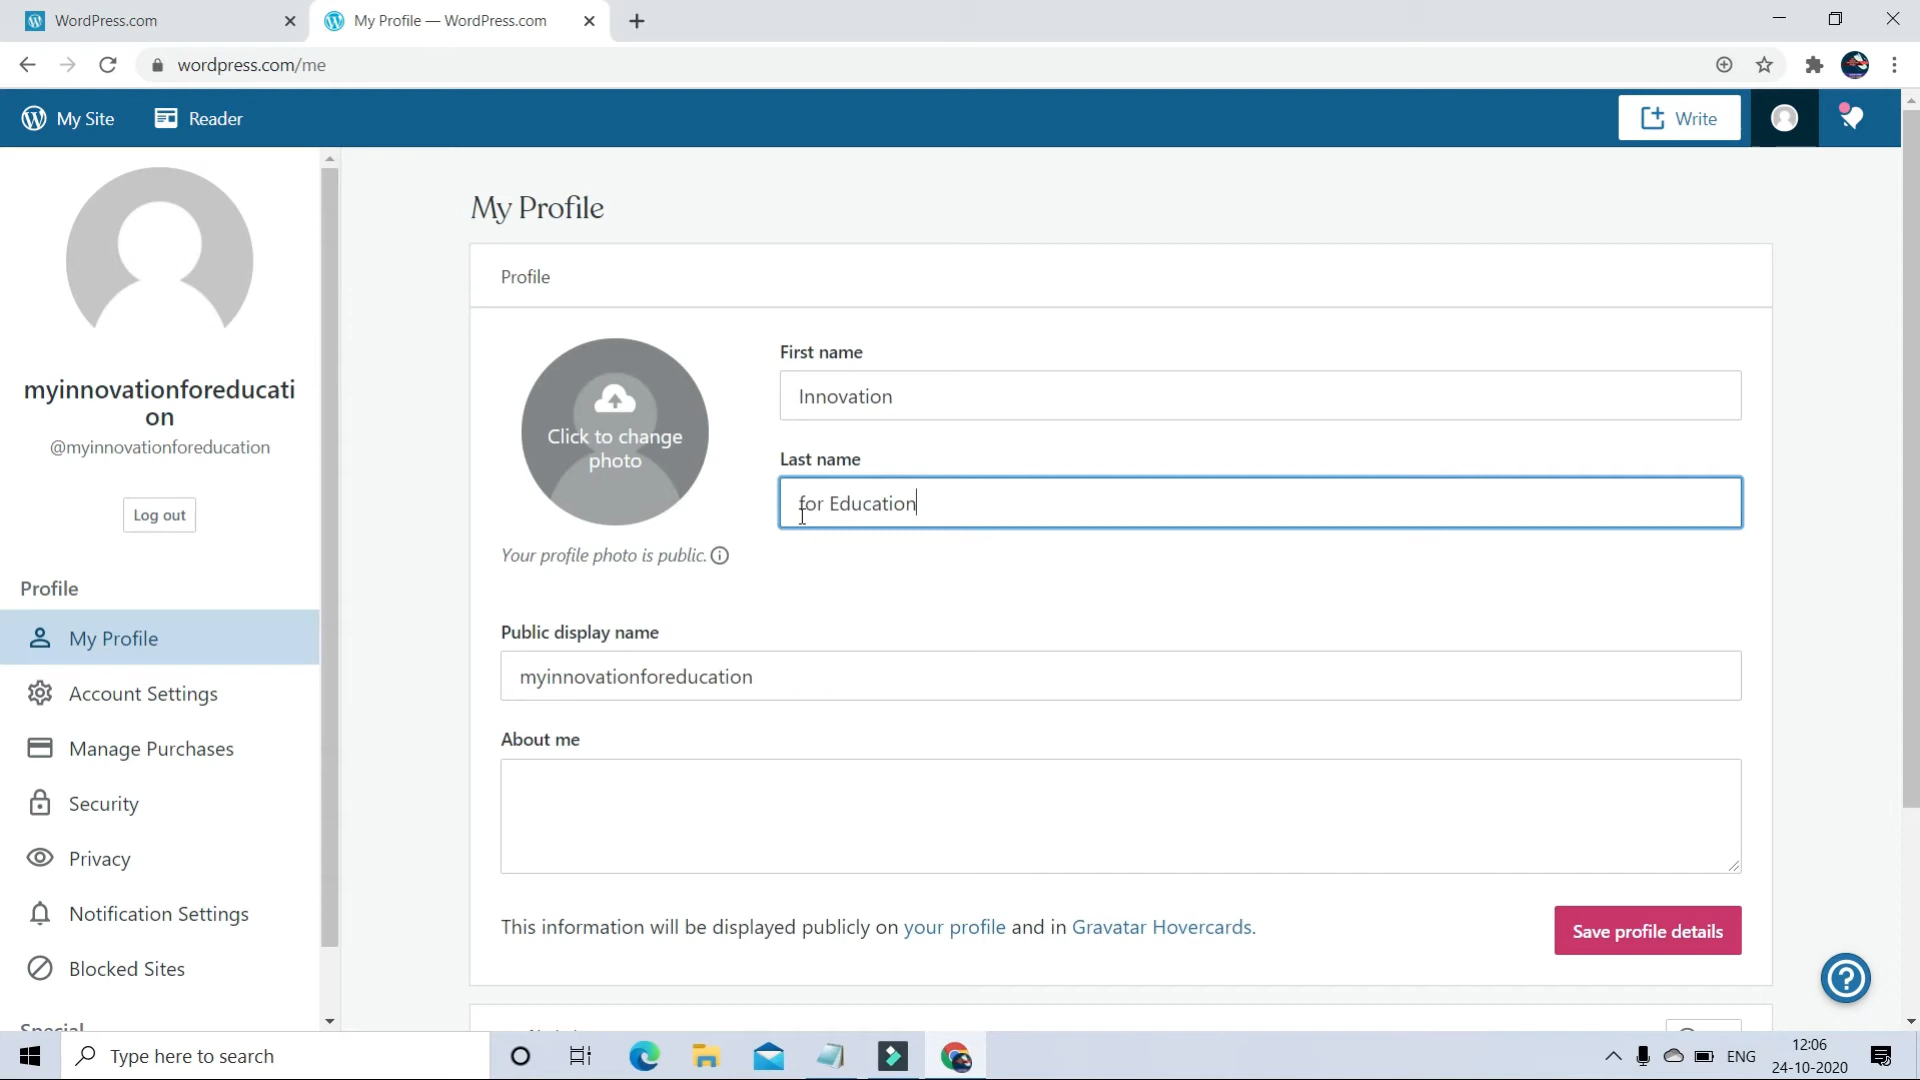 WordPress.com
My Profile — WordPress.com
wordpress.com/me
My Site
Reader
Write
myinnovationforeducati
on
@myinnovationforeducation
Log out
Profile
My Profile
Account Settings
Manage Purchases
Security
Privacy
Notification Settings
Blocked Sites
Special
My Profile
Profile
Click to change
photo
Your profile photo is public.
First name
Innovation
Last name
for Education
Public display name
myinnovationforeducation
About me
This information will be displayed publicly on your profile and in Gravatar Hovercards.
Save profile details
Type here to search
ENG
12:06
24-10-2020